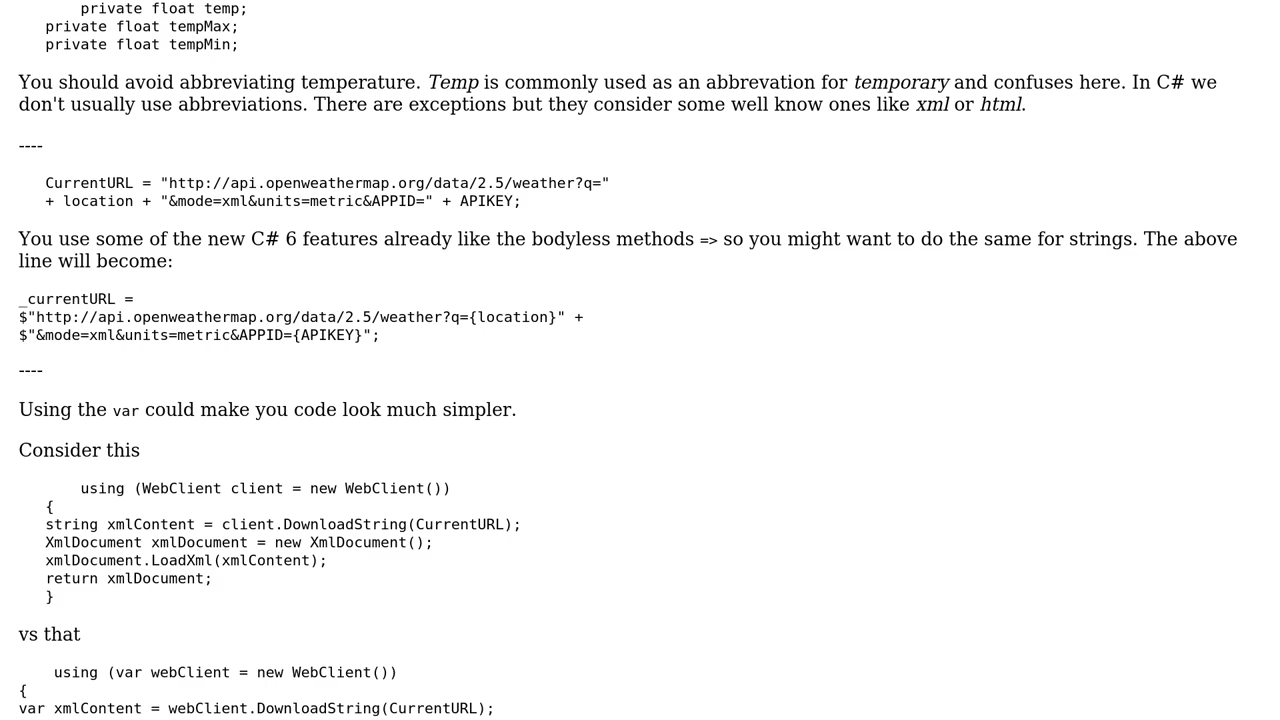 private float temp;
private float tempMax;
private float tempMin;
You should avoid abbreviating temperature. Temp is commonly used as an abbrevation for temporary and confuses here. In C# we
don't usually use abbreviations. There are exceptions but they consider some well know ones like xml or html.
----
CurrentURL = "http://api.openweathermap.org/data/2.5/weather?q="
+ location + "&mode=xml&units=metric&APPID=" + APIKEY;
You use some of the new C# 6 features already like the bodyless methods => so you might want to do the same for strings. The above
line will become:
_currentURL =
$"http://api.openweathermap.org/data/2.5/weather?q={location}" +
$"&mode=xml&units=metric&APPID={APIKEY}";
----
Using the var could make you code look much simpler.
Consider this
using (WebClient client = new WebClient())
{
string xmlContent = client.DownloadString(CurrentURL);
XmlDocument xmlDocument = new XmlDocument();
xmlDocument.LoadXml(xmlContent);
return xmlDocument;
}
vs that
using (var webClient = new WebClient())
{
var xmlContent = webClient.DownloadString(CurrentURL);